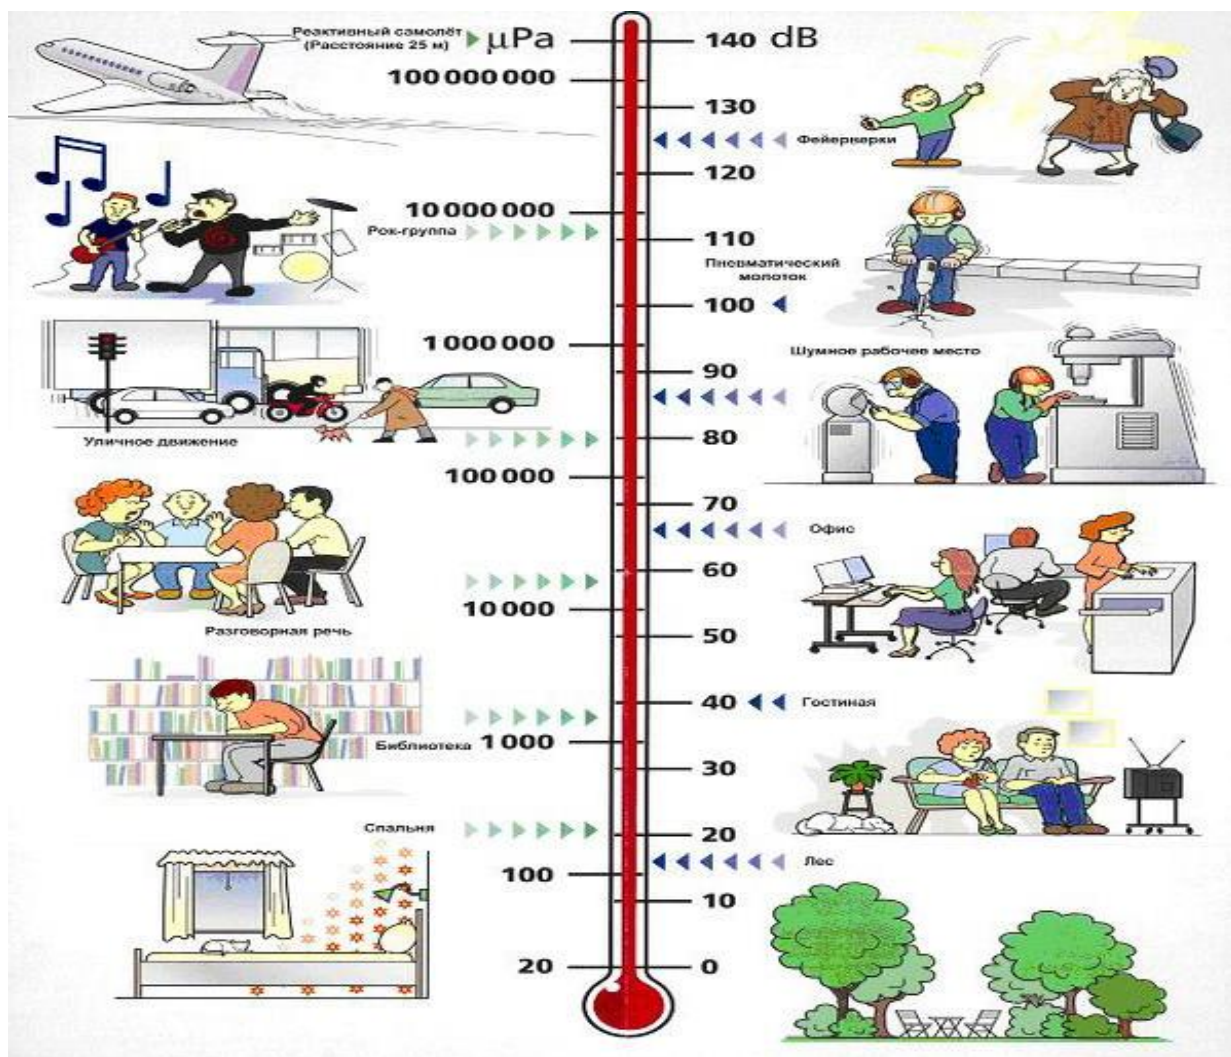 Реактивный самолёт
(Расстояние 25 м)
μPa
140 dB
100 000 000
130
Фейерверки
120
10 000 000
Рок-группа
110
Пневматический
молоток
100
1 000 000
Шумное рабочее место
90
Уличное движение
80
100 000
70
Офис
60
10 000
Разговорная речь
50
40
Гостиная
Библиотека
1 000
30
Спальня
20
Лес
100
10
20
0